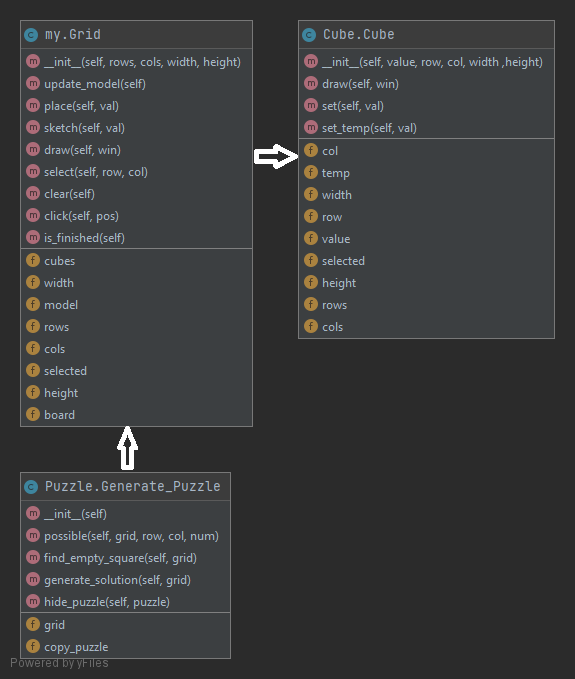 my.Grid
__init__(self, rows, cols, width, height)
update_model(self)
place(self, val)
sketch(self, val)
draw(self, win)
select(self, row, col)
clear(self)
click(self, pos)
is_finished(self)
cubes
width
model
rows
cols
selected
height
board
Cube.Cube
__init__(self, value, row, col, width ,height)
draw(self, win)
set(self, val)
set_temp(self, val)
col
temp
width
row
value
selected
height
rows
cols
Puzzle.Generate_Puzzle
__init__(self)
possible(self, grid, row, col, num)
find_empty_square(self, grid)
generate_solution(self, grid)
hide_puzzle(self, puzzle)
grid
copy_puzzle
Powered by yFiles